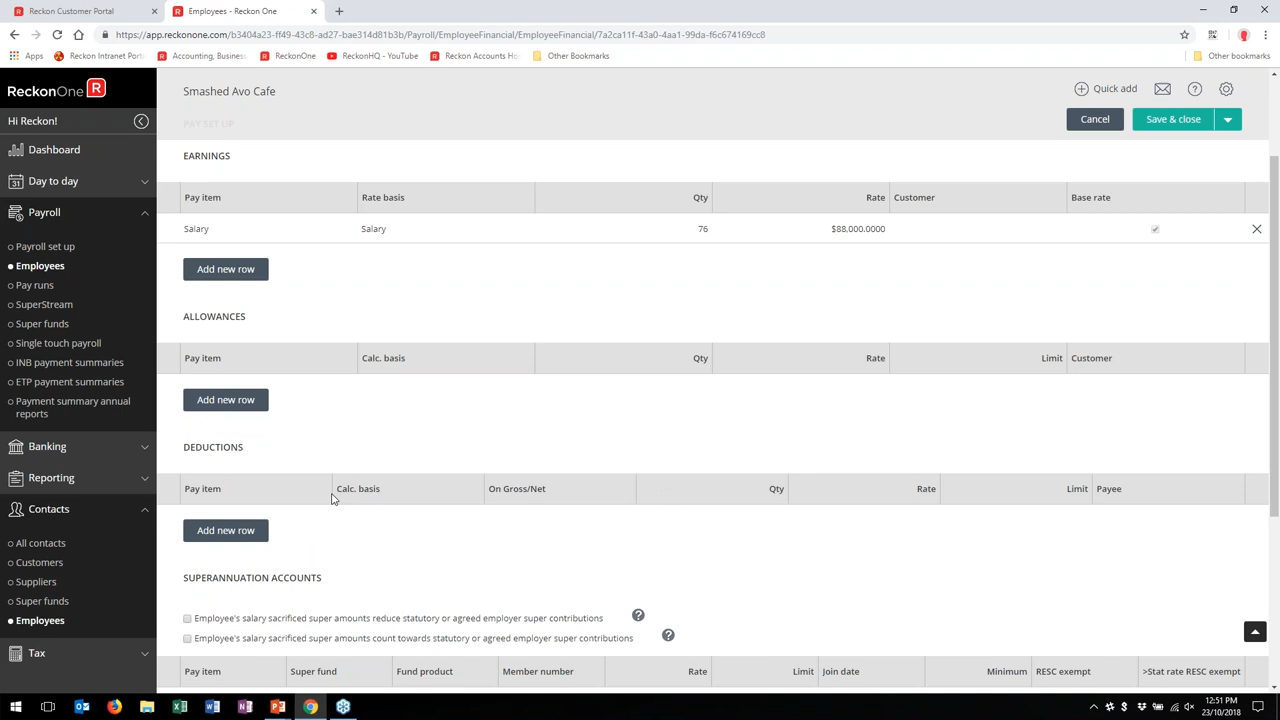 Reckon Customer Portal
Employees - Reckon One
https://app.reckonone.com/b3404a23-ff49-43c8-ad27-bae314d81b3b/Payroll/EmployeeFinancial/EmployeeFinancial/7a2ca11f-43a0-4aa1-99da-f6c674169cc8
Apps Reckon Intranet Port Accounting, Business ReckonOne ReckonHQ - YouTube Reckon Accounts Ho Other Bookmarks Other bookmarks
ReckonOne R
Smashed Avo Cafe
Quick add
Hi Reckon!
PAY SET UP
Cancel
Save & close
Dashboard
Day to day
Payroll
Payroll set up
Employees
Pay runs
SuperStream
Super funds
Single touch payroll
INB payment summaries
ETP payment summaries
Payment summary annual
reports
Banking
Reporting
Contacts
All contacts
Customers
Suppliers
Super funds
Employees
Tax
EARNINGS
Pay item Rate basis Qty Rate Customer Base rate
Salary Salary 76 $88,000.0000
Add new row
ALLOWANCES
Pay item Calc. basis Qty Rate Limit Customer
Add new row
DEDUCTIONS
Pay item Calc. basis On Gross/Net Qty Rate Limit Payee
Add new row
SUPERANNUATION ACCOUNTS
Employee's salary sacrificed super amounts reduce statutory or agreed employer super contributions
Employee's salary sacrificed super amounts count towards statutory or agreed employer super contributions
Pay item Super fund Fund product Member number Rate Limit Join date Minimum RESC exempt >Stat rate RESC exempt
12:51 PM
23/10/2018